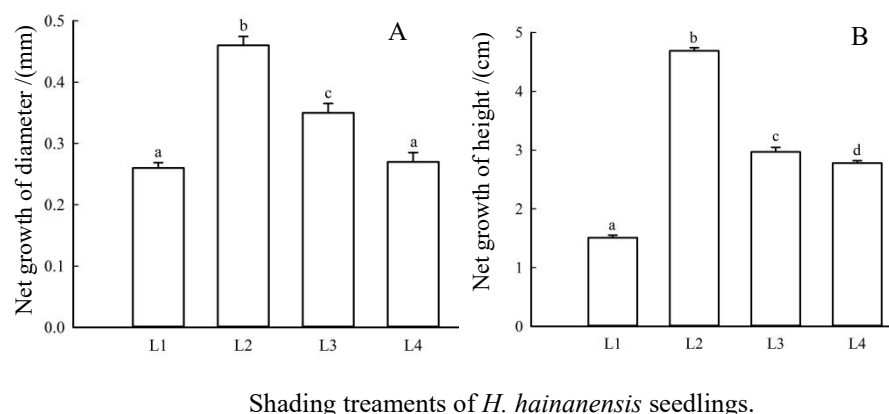 A
Net growth of diameter /(mm)
0.5
0.4
0.3
0.2
0.1
0.0
a
b
c
a
L1 L2 L3 L4
B
Net growth of height /(cm)
5
4
3
2
1
0
a
b
c
d
L1 L2 L3 L4
Shading treaments of H. hainanensis seedlings.